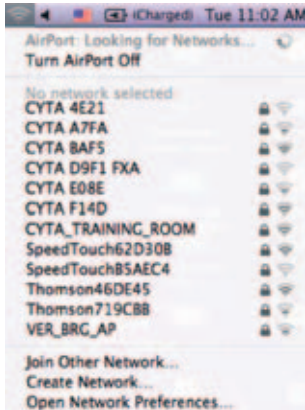 (Charged) Tue 11:02 AM
AirPort: Looking for Networks...
Turn AirPort Off
No network selected
CYTA 4E21
CYTA A7FA
CYTA BAF5
CYTA D9F1 FXA
CYTA E08E
CYTA F14D
CYTA_TRAINING_ROOM
SpeedTouch62D30B
SpeedTouchB5AEC4
Thomson46DE45
Thomson719CBB
VER_BRG_AP
Join Other Network...
Create Network...
Open Network Preferences...